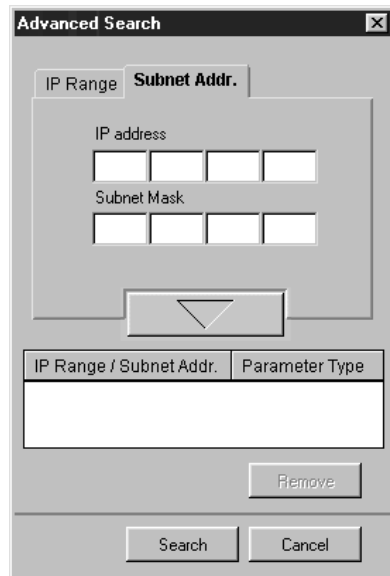 Advanced Search
IP Range Subnet Addr.
IP address
Subnet Mask
IP Range / Subnet Addr. Parameter Type
Remove
Search Cancel